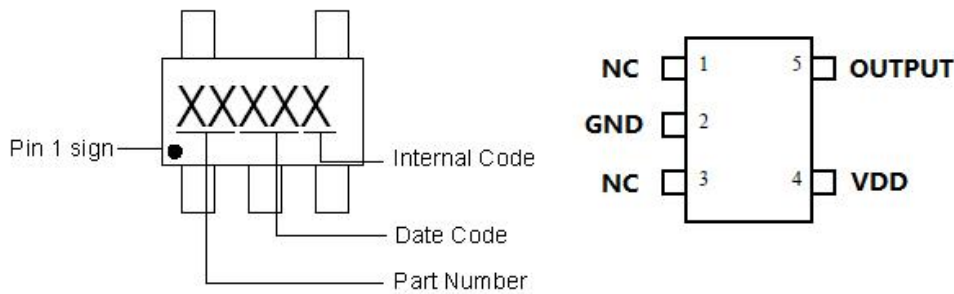 XXXXX
Pin 1 sign
Internal Code
Date Code
Part Number
NC 1 5 OUTPUT
GND 2
NC 3 4 VDD